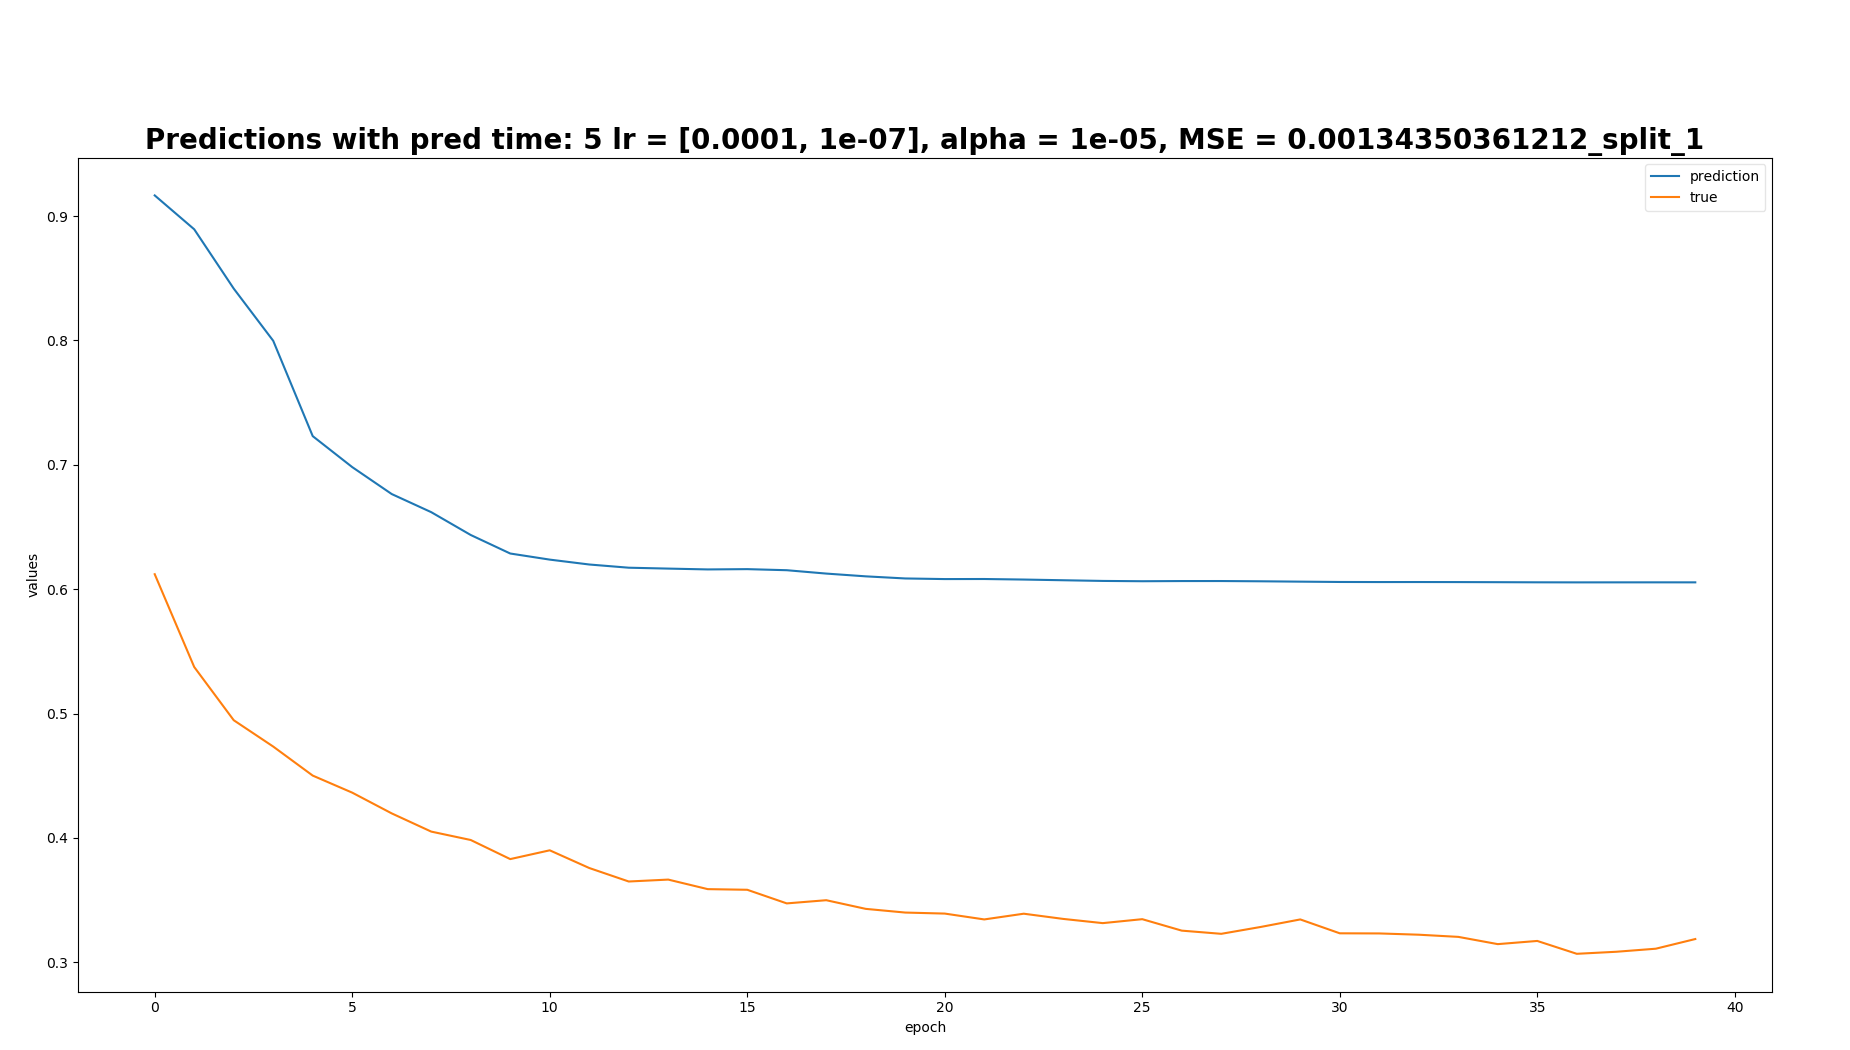 Predictions with pred time: 5 lr = [0.0001, 1e-07], alpha = 1e-05, MSE = 0.00134350361212_split_1
prediction
true
values
0.9
0.8
0.7
0.6
0.5
0.4
0.3
0 5 10 15 20 25 30 35 40
epoch